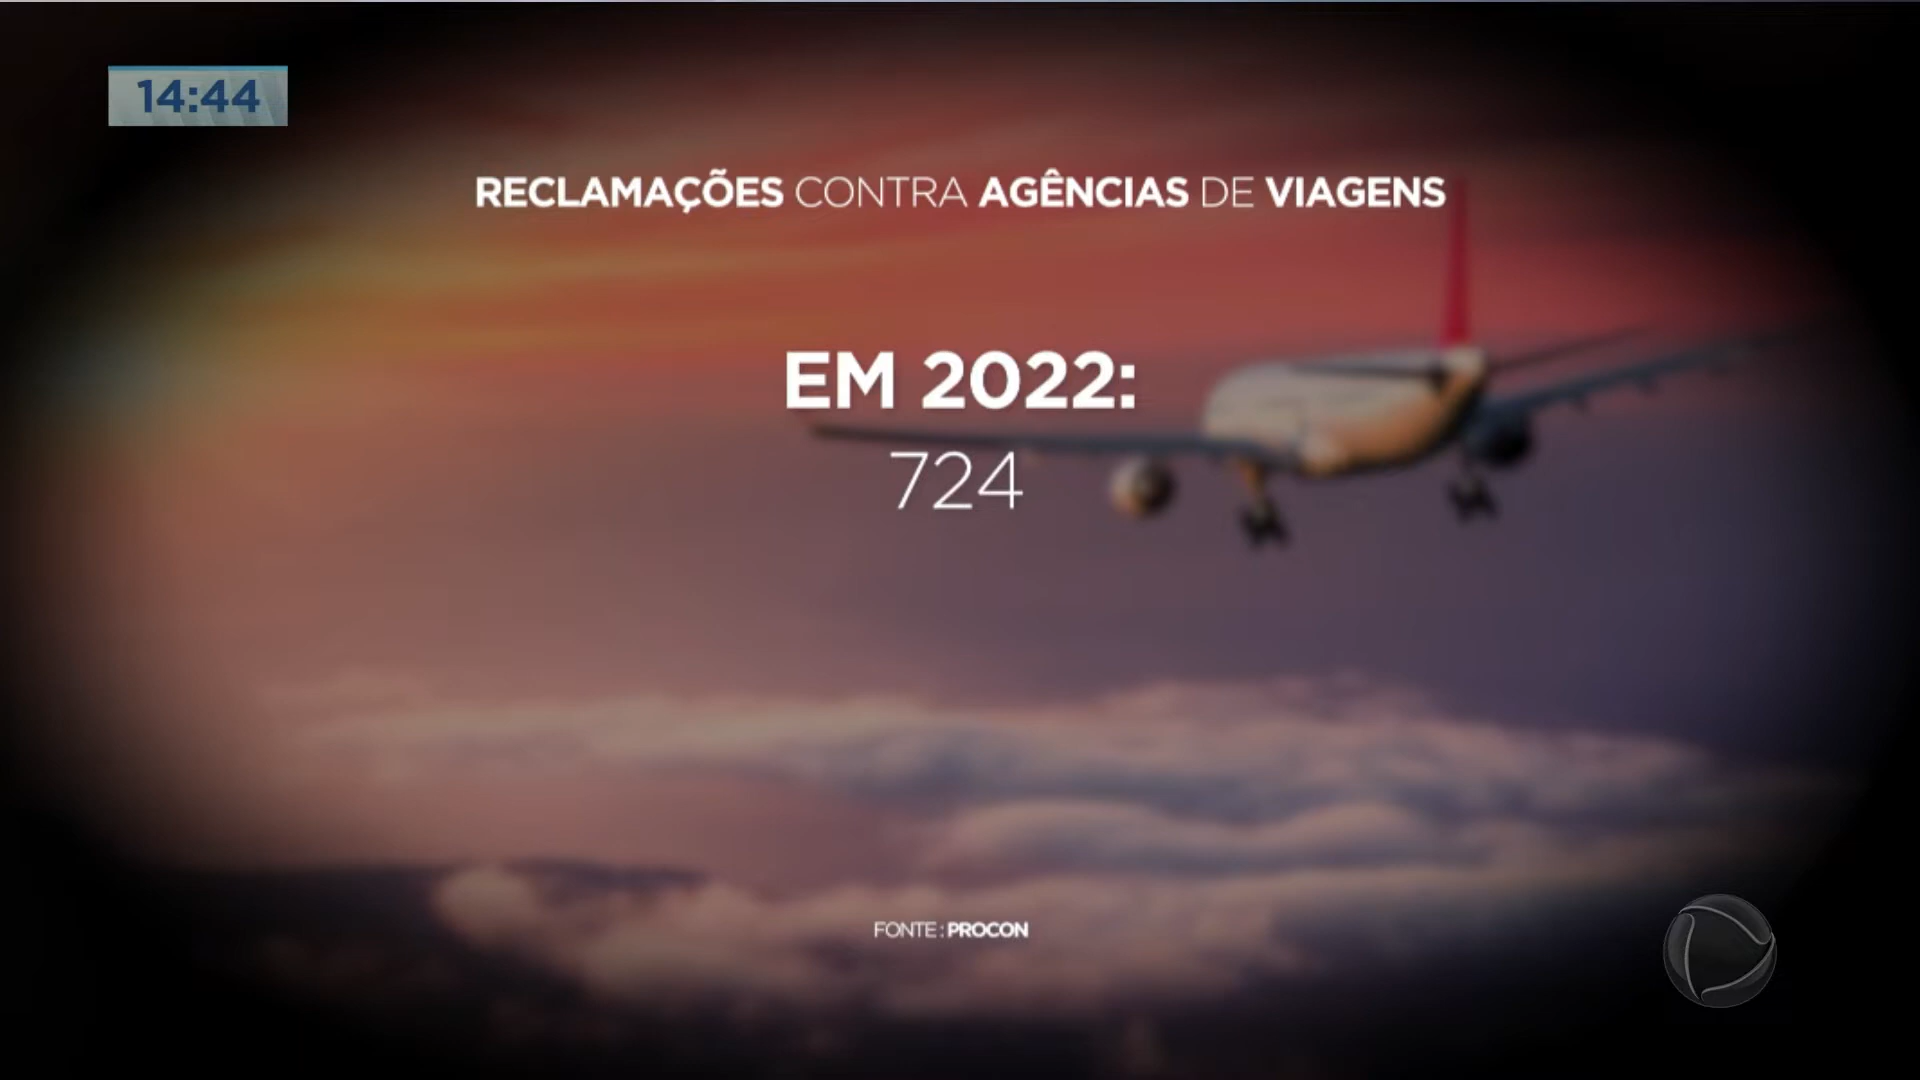 14:44
RECLAMAÇÕES CONTRA AGÊNCIAS DE VIAGENS
EM 2022:
724
FONTE: PROCON